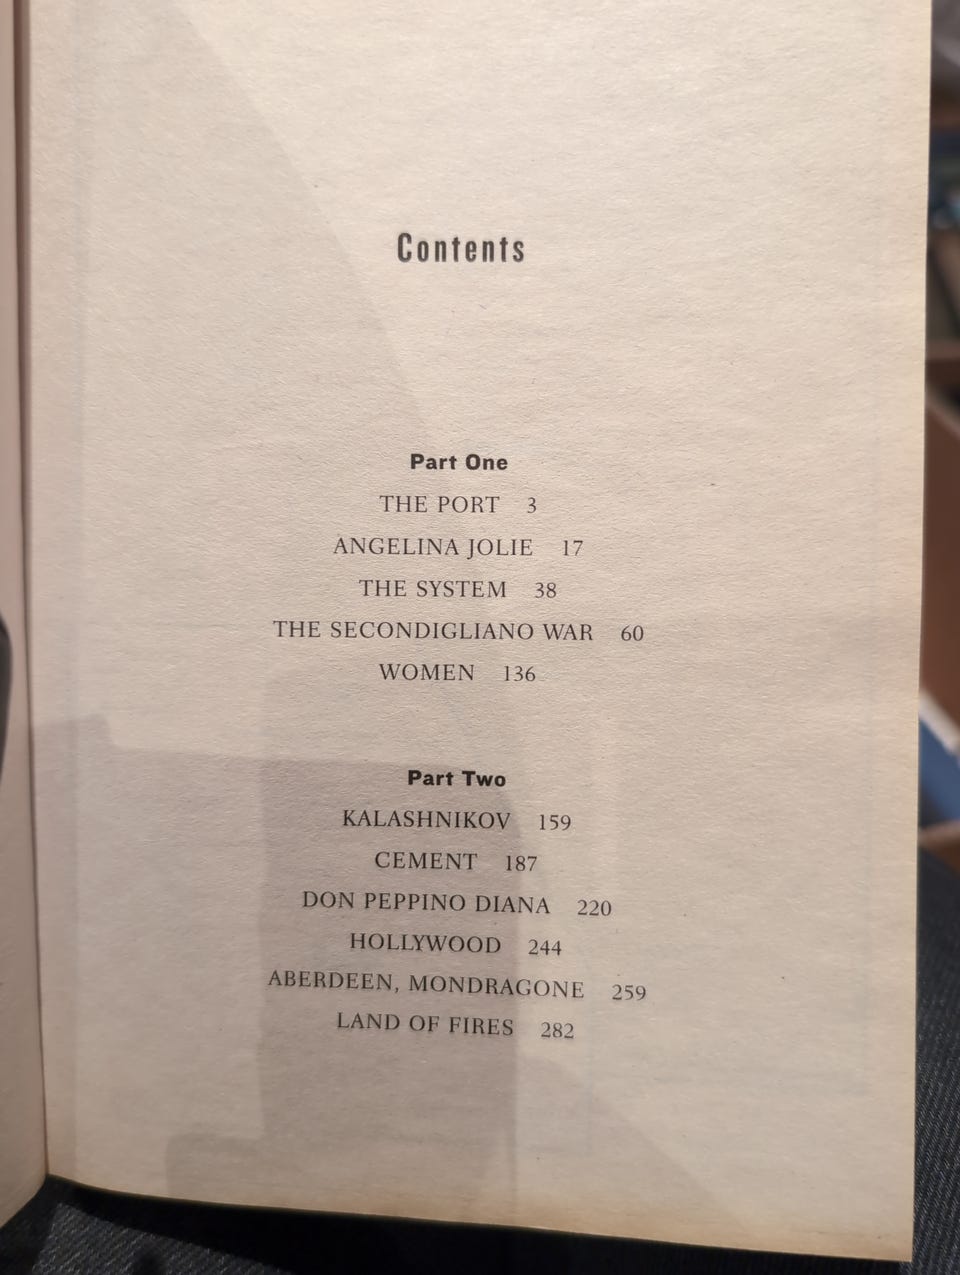 Contents
Part One
THE PORT 3
ANGELINA JOLIE 17
THE SYSTEM 38
THE SECONDIGLIANO WAR 60
WOMEN 136
Part Two
KALASHNIKOV 159
CEMENT 187
DON PEPPINO DIANA 220
HOLLYWOOD 244
ABERDEEN, MONDRAGONE 259
LAND OF FIRES 282